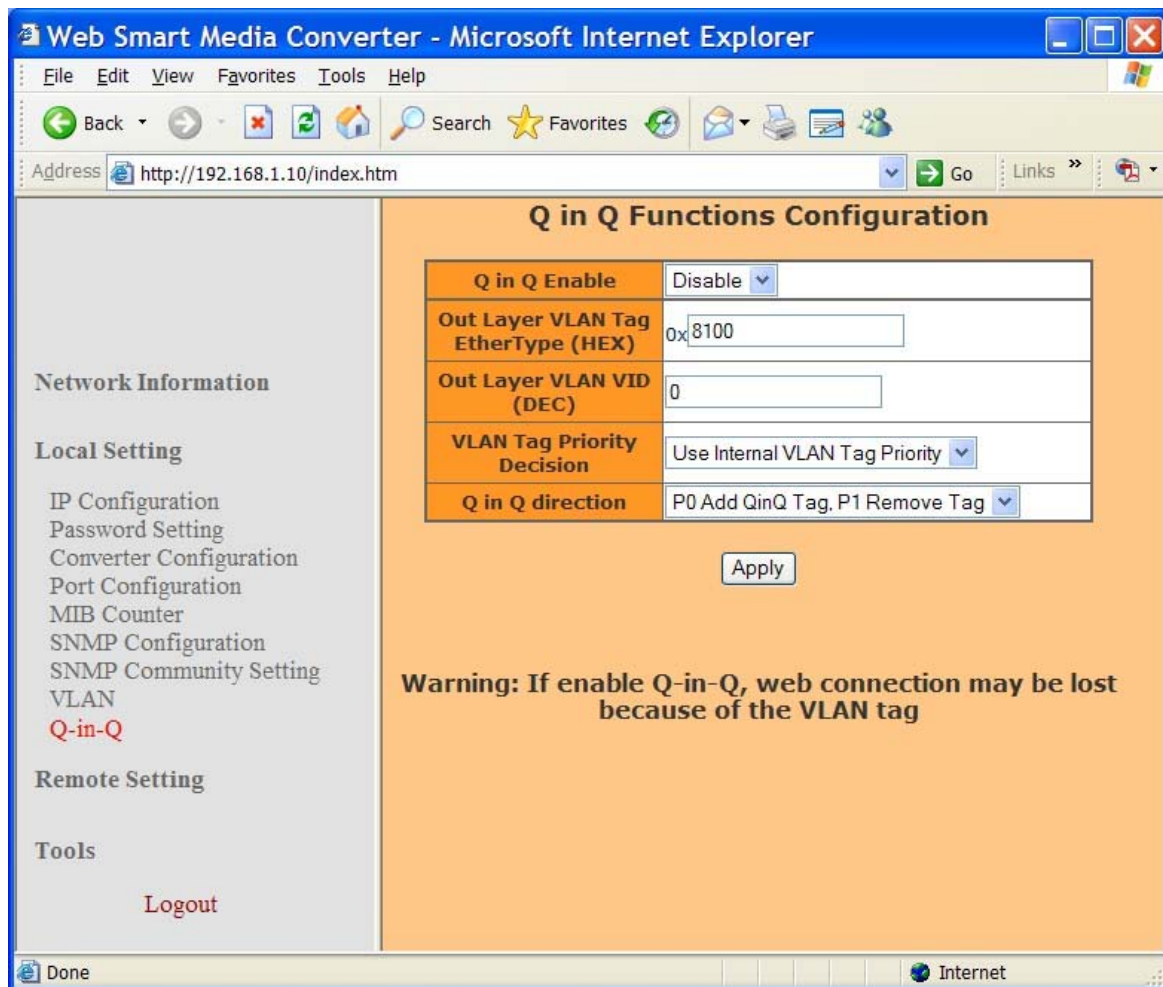 Web Smart Media Converter - Microsoft Internet Explorer
File Edit View Favorites Tools Help
Back Search Favorites
Address http://192.168.1.10/index.htm Go Links »
Network Information
Local Setting
IP Configuration
Password Setting
Converter Configuration
Port Configuration
MIB Counter
SNMP Configuration
SNMP Community Setting
VLAN
Q-in-Q
Remote Setting
Tools
Logout
Q in Q Functions Configuration
Q in Q Enable Disable
Out Layer VLAN Tag
EtherType (HEX) 0x 8100
Out Layer VLAN VID
(DEC) 0
VLAN Tag Priority
Decision Use Internal VLAN Tag Priority
Q in Q direction P0 Add QinQ Tag, P1 Remove Tag
Apply
Warning: If enable Q-in-Q, web connection may be lost
because of the VLAN tag
Done Internet